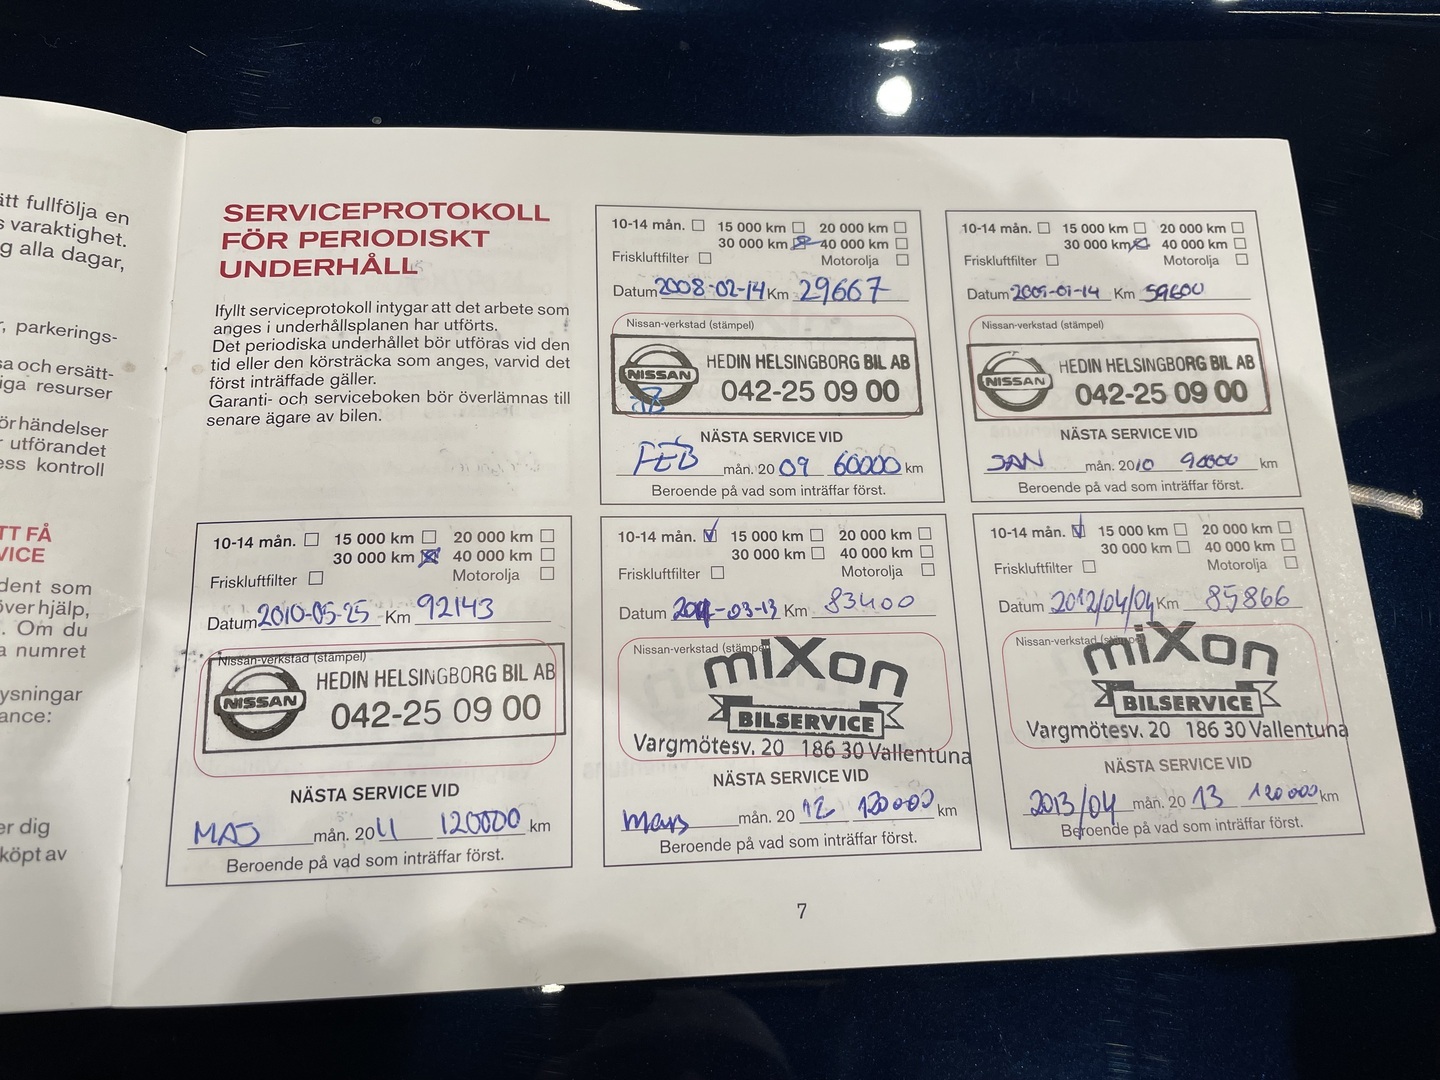 ätt fullfölja en
s varaktighet.
g alla dagar,
, parkerings-
sa och ersätt-
iga resurser
örhändelser
r utförandet
ess kontroll
TT FÅ
VICE
dent som
över hjälp,
. Om du
a numret
ysningar
ance:
er dig
köpt av
SERVICEPROTOKOLL
FÖR PERIODISKT
UNDERHÅLL
Ifyllt serviceprotokoll intygar att det arbete som
anges i underhållsplanen har utförts.
Det periodiska underhållet bör utföras vid den
tid eller den körsträcka som anges, varvid det
först inträffade gäller.
Garanti- och serviceboken bör överlämnas till
senare ägare av bilen.
10-14 mån. 15 000 km 20 000 km
30 000 km 40 000 km
Friskluftfilter Motorolja
Datum 2008-02-14 Km 29667
Nissan-verkstad (stämpel)
NISSAN HEDIN HELSINGBORG BIL AB
042-25 09 00
NÄSTA SERVICE VID
FEB mån. 20 09 60000 km
Beroende på vad som inträffar först.
10-14 mån. 15 000 km 20 000 km
30 000 km 40 000 km
Friskluftfilter Motorolja
Datum 2009-01-14 Km 59600
Nissan-verkstad (stämpel)
NISSAN HEDIN HELSINGBORG BIL AB
042-25 09 00
NÄSTA SERVICE VID
JAN mån. 2010 90000 km
Beroende på vad som inträffar först.
10-14 mån. 15 000 km 20 000 km
30 000 km 40 000 km
Friskluftfilter Motorolja
Datum 2010-05-25 Km 92143
Nissan-verkstad (stämpel)
NISSAN HEDIN HELSINGBORG BIL AB
042-25 09 00
NÄSTA SERVICE VID
MAJ mån. 2011 120000 km
Beroende på vad som inträffar först.
10-14 mån. 15 000 km 20 000 km
30 000 km 40 000 km
Friskluftfilter Motorolja
Datum 2011-03-13 Km 83400
Nissan-verkstad (stämpel)
miXon
BILSERVICE
Vargmötesv. 20 186 30 Vallentuna
NÄSTA SERVICE VID
mars mån. 20 12 120000 km
Beroende på vad som inträffar först.
10-14 mån. 15 000 km 20 000 km
30 000 km 40 000 km
Friskluftfilter Motorolja
Datum 2012/04/04 Km 85866
Nissan-verkstad (stämpel)
miXon
BILSERVICE
Vargmötesv. 20 186 30 Vallentuna
NÄSTA SERVICE VID
2013/04 mån. 20 13 120000 km
Beroende på vad som inträffar först.
7